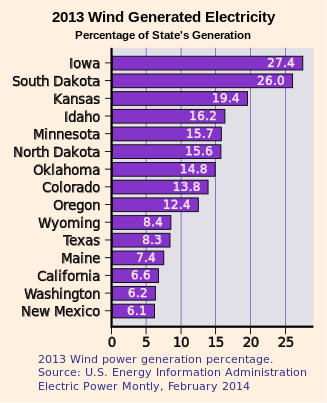 2013 Wind Generated Electricity
Percentage of State's Generation
Iowa 27.4
South Dakota 26.0
Kansas 19.4
Idaho 16.2
Minnesota 15.7
North Dakota 15.6
Oklahoma 14.8
Colorado 13.8
Oregon 12.4
Wyoming 8.4
Texas 8.3
Maine 7.4
California 6.6
Washington 6.2
New Mexico 6.1
0 5 10 15 20 25
2013 Wind power generation percentage.
Source: U.S. Energy Information Administration
Electric Power Montly, February 2014